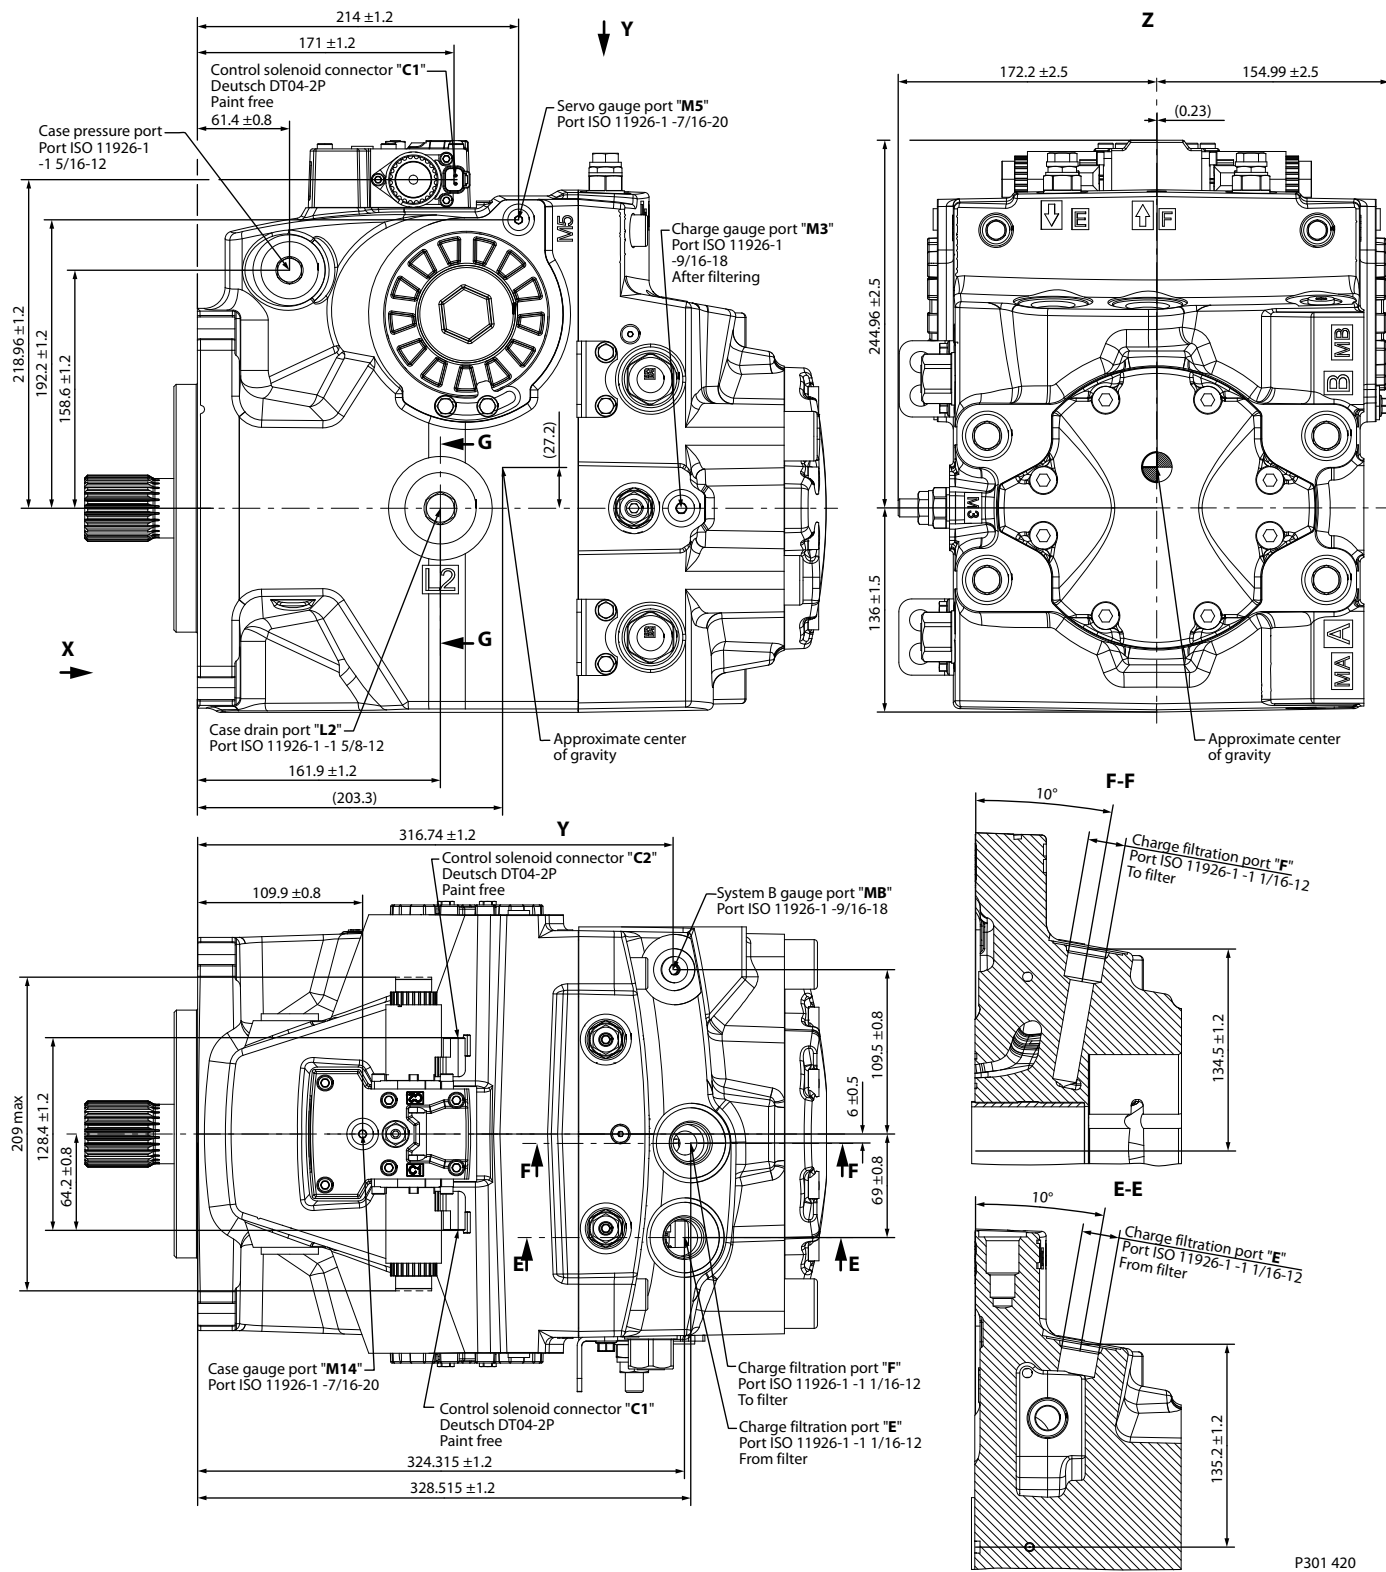 214 ±1.2
171 ±1.2
Control solenoid connector "C1"
Deutsch DT04-2P
Paint free
61.4 ±0.8
Case pressure port
Port ISO 11926-1
-1 5/16-12
Y
Servo gauge port "M5"
Port ISO 11926-1 -7/16-20
M5
Charge gauge port "M3"
Port ISO 11926-1
-9/16-18
After filtering
218.96 ±1.2
192.2 ±1.2
158.6 ±1.2
G
(27.2)
L2
G
X
Case drain port "L2"
Port ISO 11926-1 -1 5/8-12
161.9 ±1.2
(203.3)
Approximate center
of gravity
Z
172.2 ±2.5
154.99 ±2.5
(0.23)
E
F
244.96 ±2.5
MB
B
M3
136 ±1.5
A
MA
Approximate center
of gravity
Y
316.74 ±1.2
Control solenoid connector "C2"
Deutsch DT04-2P
Paint free
109.9 ±0.8
System B gauge port "MB"
Port ISO 11926-1 -9/16-18
209 max
128.4 ±1.2
64.2 ±0.8
C2
C1
109.5 ±0.8
6 ±0.5
69 ±0.8
F
F
E
E
Case gauge port "M14"
Port ISO 11926-1 -7/16-20
Control solenoid connector "C1"
Deutsch DT04-2P
Paint free
Charge filtration port "F"
Port ISO 11926-1 -1 1/16-12
To filter
Charge filtration port "E"
Port ISO 11926-1 -1 1/16-12
From filter
324.315 ±1.2
328.515 ±1.2
F-F
10°
Charge filtration port "F"
Port ISO 11926-1 -1 1/16-12
To filter
134.5 ±1.2
E-E
10°
Charge filtration port "E"
Port ISO 11926-1 -1 1/16-12
From filter
135.2 ±1.2
P301 420